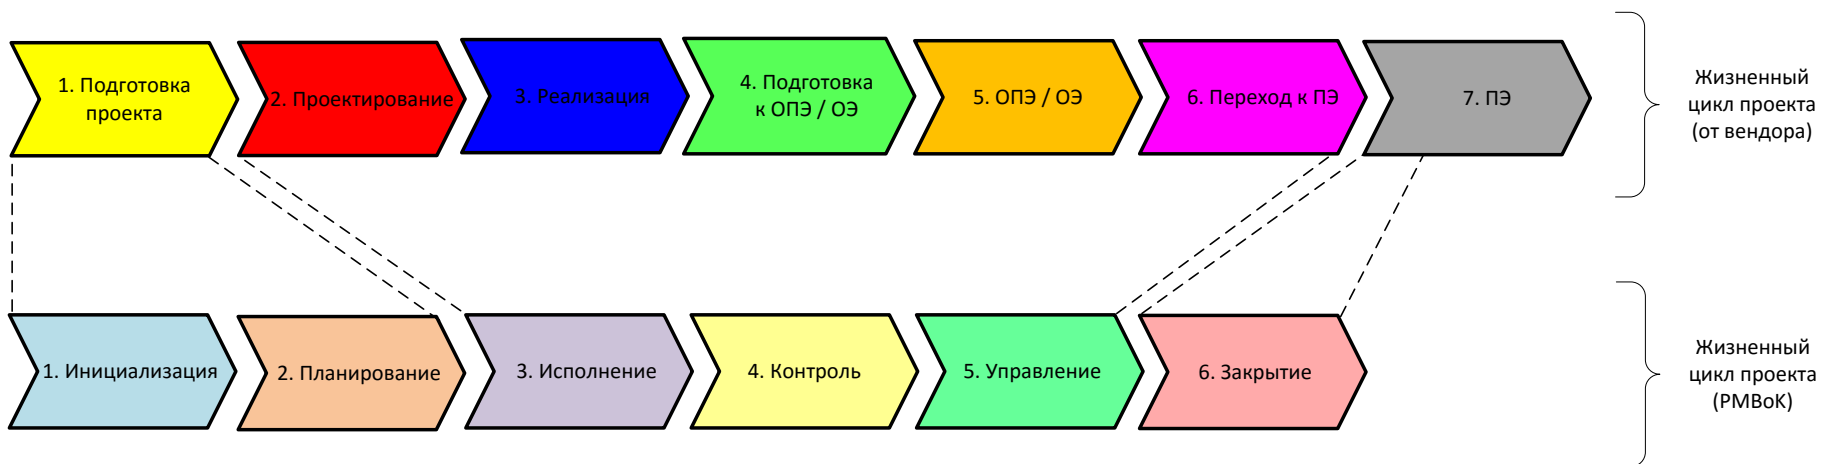 1. Подготовка
проекта
2. Проектирование
3. Реализация
4. Подготовка
к ОПЭ / ОЭ
5. ОПЭ / ОЭ
6. Переход к ПЭ
7. ПЭ
Жизненный
цикл проекта
(от вендора)
1. Инициализация
2. Планирование
3. Исполнение
4. Контроль
5. Управление
6. Закрытие
Жизненный
цикл проекта
(PMBoK)